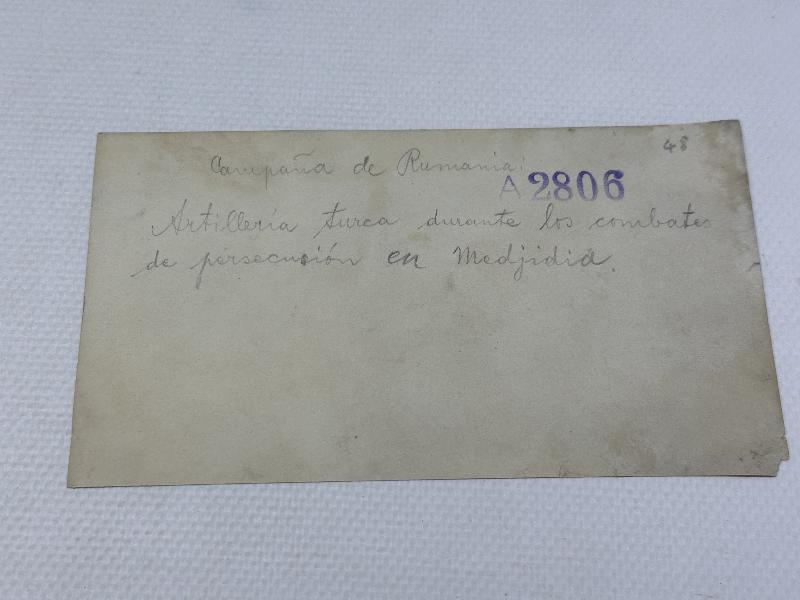 48
Campaña de Rumania.
A 2806
Artillería turca durante los combates
de persecusión en Medjidia.